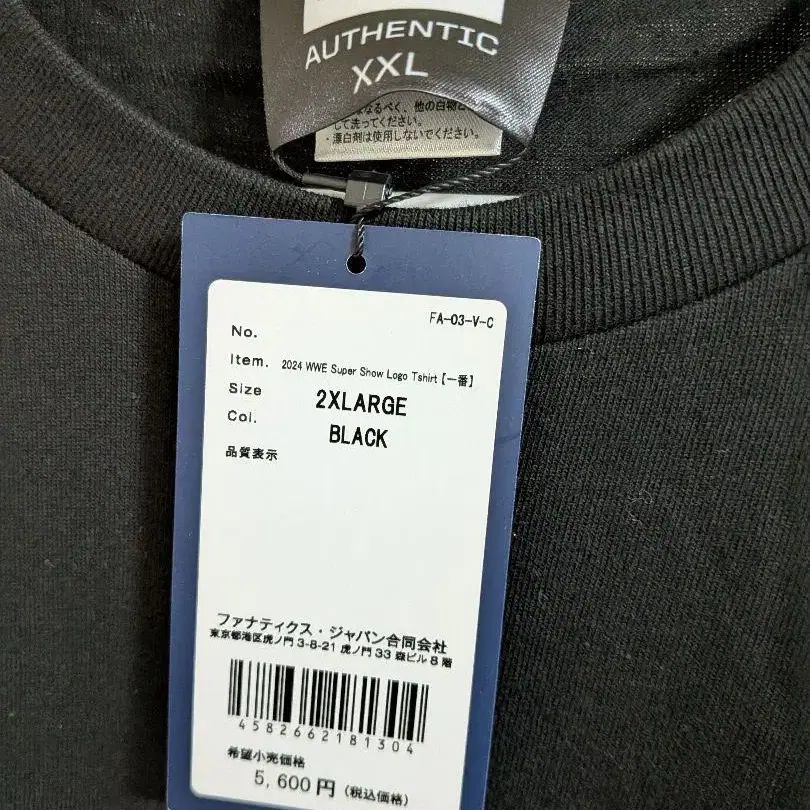 AUTHENTIC
XXL
なるべく、他の白物と
して洗ってください。
・漂白剤は使用しないでください。
FA-03-V-C
No.
Item. 2024 WWE Super Show Logo Tshirt【一番】
Size 2XLARGE
Col. BLACK
品質表示
ファナティクス・ジャパン合同会社
東京都港区虎ノ門 3-8-21 虎ノ門 33 森ビル 8 階
4582662181304
希望小売価格
5,600円（税込価格）